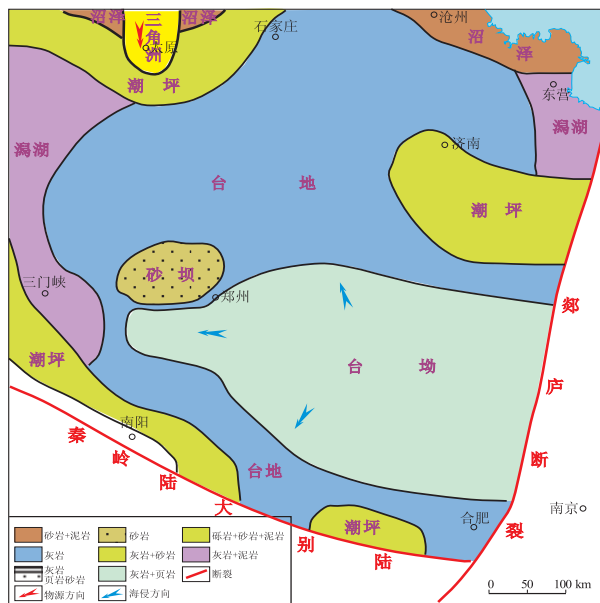 沼泽 三角洲 沼泽
太原
石家庄
沧州
沼泽
潮坪
东营
潟湖
潟湖
济南
台地
潮坪
砂坝
三门峡
郑州
郯庐断裂
潮坪
台坳
南阳
秦岭陆
大别陆
台地
潮坪
合肥
南京
砂岩+泥岩 砂岩 砾岩+砂岩+泥岩
灰岩 灰岩+砂岩 灰岩+泥岩
灰岩
页岩砂岩 灰岩+页岩 断裂
物源方向 海侵方向
0 50 100 km